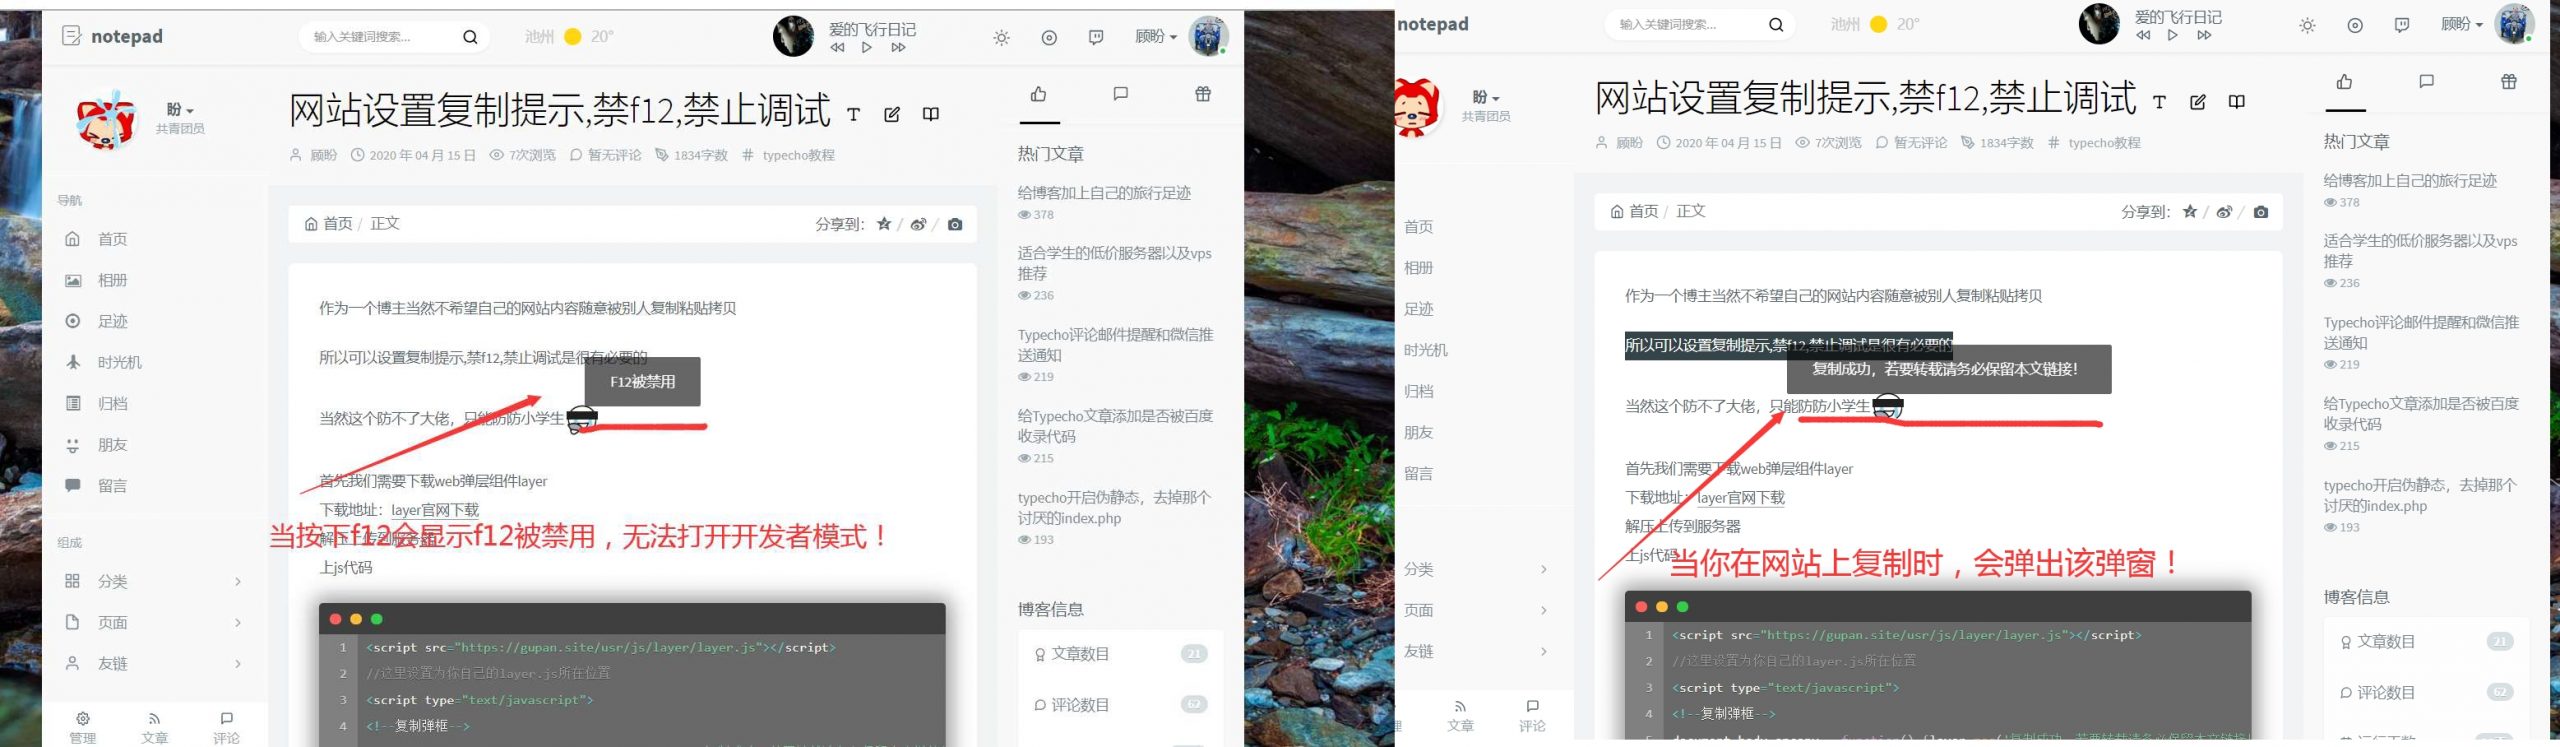 notepad
输入关键词搜索...
池州 20°
爱的飞行日记
顾盼
盼
共青团员
导航
首页
相册
足迹
时光机
归档
朋友
留言
组成
分类
页面
友链
管理 文章 评论
网站设置复制提示,禁f12,禁止调试
顾盼 2020 年 04 月 15 日 7次浏览 暂无评论 1834字数 # typecho教程
首页 / 正文
分享到： / /
作为一个博主当然不希望自己的网站内容随意被别人复制粘贴拷贝
所以可以设置复制提示,禁f12,禁止调试是很有必要的
F12被禁用
当然这个防不了大佬，只能防防小学生
首先我们需要下载web弹层组件layer
下载地址：layer官网下载
当按下f12会显示f12被禁用，无法打开开发者模式！
解压上传到服务器
上js代码
1 <script src="https://gupan.site/usr/js/layer/layer.js"></script>
2 //这里设置为你自己的layer.js所在位置
3 <script type="text/javascript">
4 <!--复制弹框-->
热门文章
给博客加上自己的旅行足迹
378
适合学生的低价服务器以及vps
推荐
236
Typecho评论邮件提醒和微信推
送通知
219
给Typecho文章添加是否被百度
收录代码
215
typecho开启伪静态，去掉那个
讨厌的index.php
193
博客信息
文章数目 21
评论数目 62
notepad
输入关键词搜索...
池州 20°
爱的飞行日记
顾盼
盼
共青团员
首页
相册
足迹
时光机
归档
朋友
留言
分类
页面
友链
理 文章 评论
网站设置复制提示,禁f12,禁止调试
顾盼 2020 年 04 月 15 日 7次浏览 暂无评论 1834字数 # typecho教程
首页 / 正文
分享到： / /
作为一个博主当然不希望自己的网站内容随意被别人复制粘贴拷贝
所以可以设置复制提示,禁f12,禁止调试是很有必要的
复制成功，若要转载请务必保留本文链接！
当然这个防不了大佬，只能防防小学生
首先我们需要下载web弹层组件layer
下载地址：layer官网下载
解压上传到服务器
上js代码
当你在网站上复制时，会弹出该弹窗！
1 <script src="https://gupan.site/usr/js/layer/layer.js"></script>
2 //这里设置为你自己的layer.js所在位置
3 <script type="text/javascript">
4 <!--复制弹框-->
热门文章
给博客加上自己的旅行足迹
378
适合学生的低价服务器以及vps
推荐
236
Typecho评论邮件提醒和微信推
送通知
219
给Typecho文章添加是否被百度
收录代码
215
typecho开启伪静态，去掉那个
讨厌的index.php
193
博客信息
文章数目 21
评论数目 62